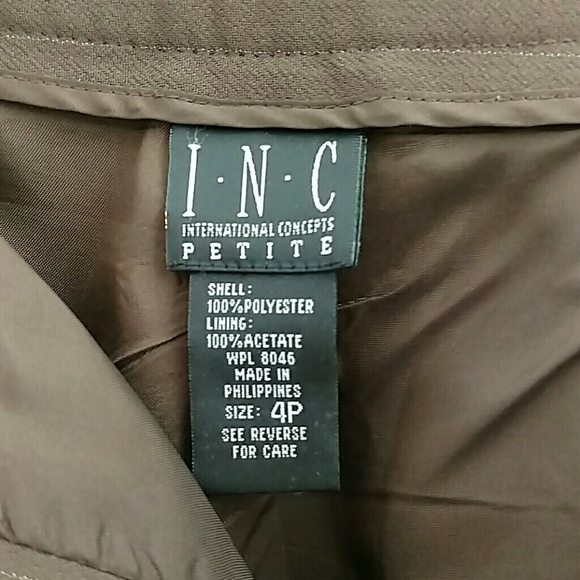 I·N·C
INTERNATIONAL CONCEPTS
PETITE
SHELL:
100%POLYESTER
LINING:
100%ACETATE
WPL 8046
MADE IN
PHILIPPINES
SIZE: 4P
SEE REVERSE
FOR CARE